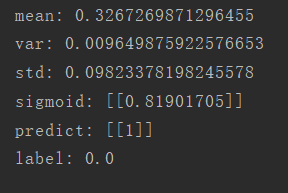 mean: 0.3267269871296455
var: 0.009649875922576653
std: 0.09823378198245578
sigmoid: [[0.81901705]]
predict: [[1]]
label: 0.0